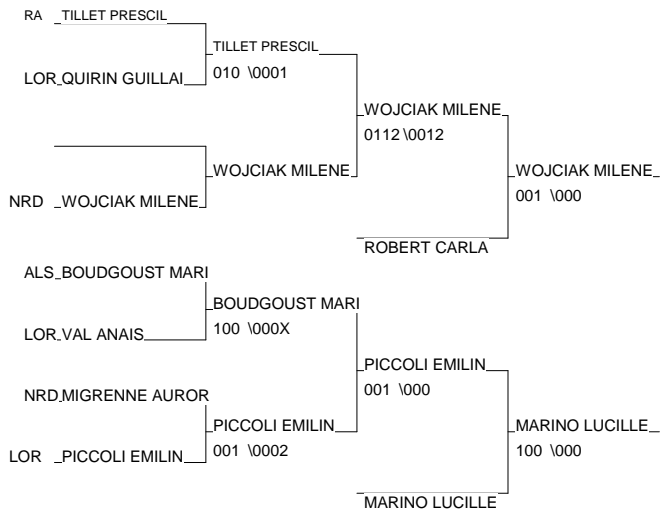 RA TILLET PRESCIL
TILLET PRESCIL
010 \0001
LOR QUIRIN GUILLAI
WOJCIAK MILENE
0112 \0012
WOJCIAK MILENE
WOJCIAK MILENE
001 \000
NRD WOJCIAK MILENE
ROBERT CARLA
ALS BOUDGOUST MARI
BOUDGOUST MARI
100 \000X
LOR VAL ANAIS
PICCOLI EMILIN
001 \000
NRD MIGRENNE AUROR
PICCOLI EMILIN
001 \0002
MARINO LUCILLE
100 \000
LOR PICCOLI EMILIN
MARINO LUCILLE